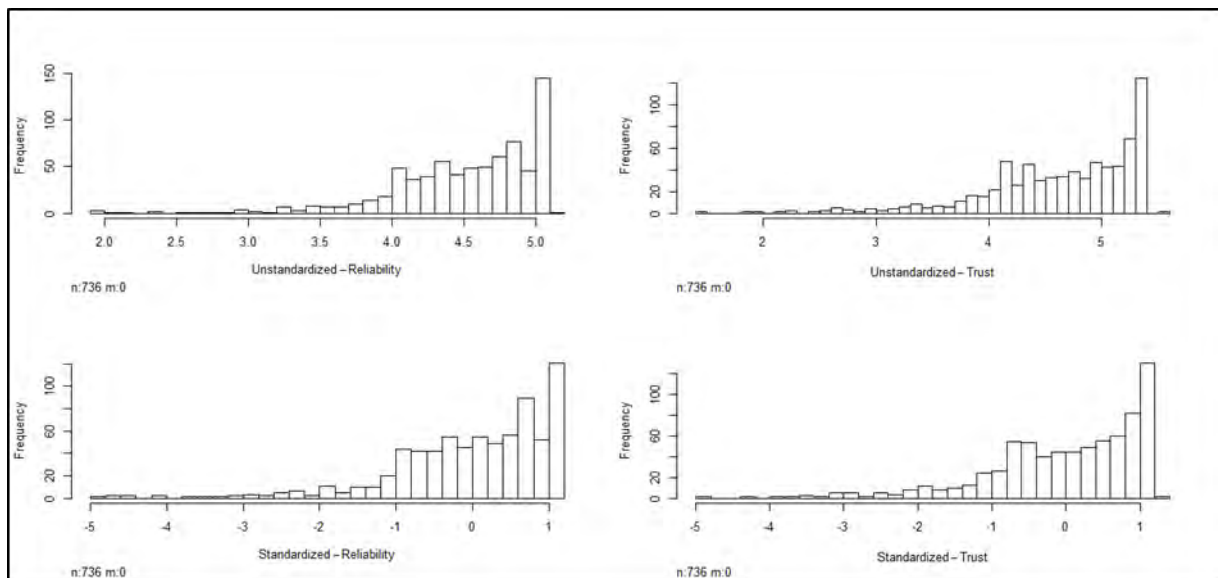 150
100
50
0
Frequency
2.0 2.5 3.0 3.5 4.0 4.5 5.0
Unstandardized – Reliability
n:736 m:0
100
60
20
0
Frequency
2 3 4 5
Unstandardized – Trust
n:736 m:0
100
60
20
0
Frequency
-5 -4 -3 -2 -1 0 1
Standardized – Reliability
n:736 m:0
100
60
20
0
Frequency
-5 -4 -3 -2 -1 0 1
Standardized – Trust
n:736 m:0